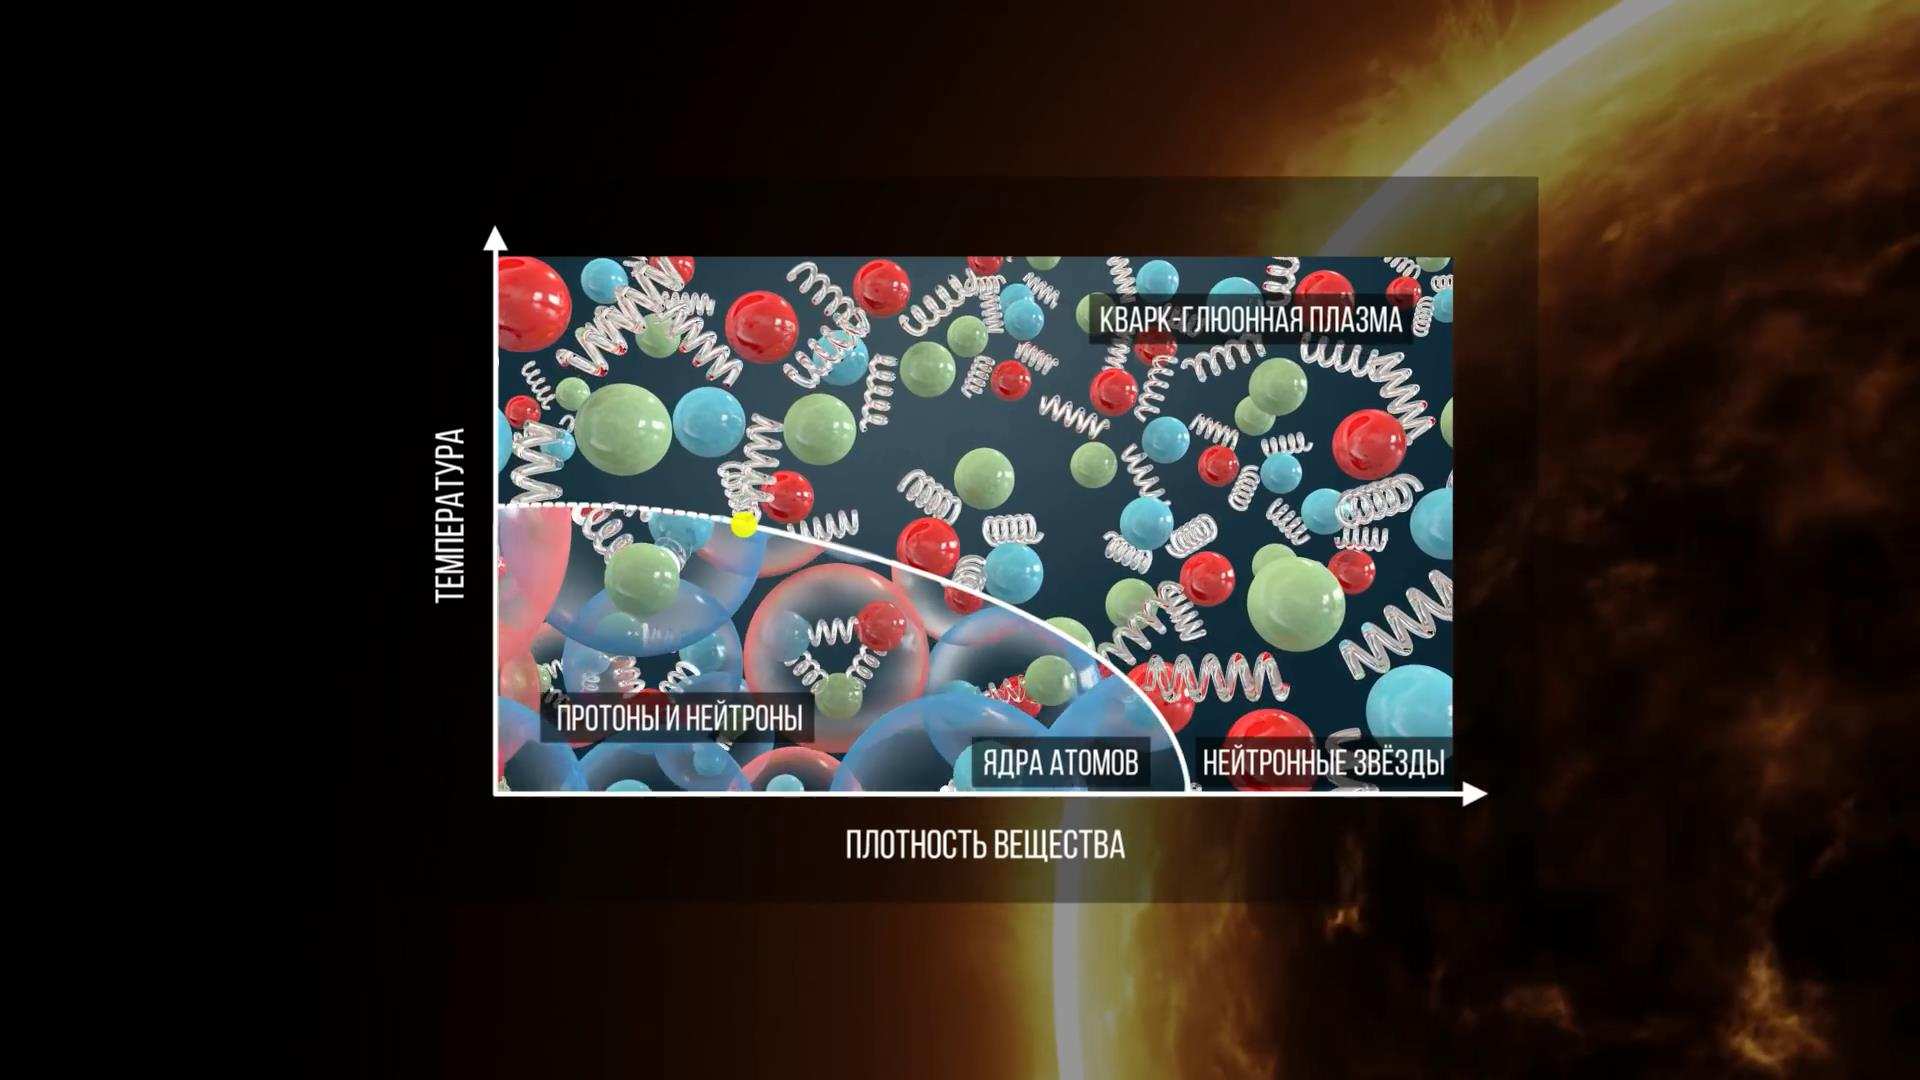 КВАРК-ГЛЮОННАЯ ПЛАЗМА
ТЕМПЕРАТУРА
ПРОТОНЫ И НЕЙТРОНЫ
ЯДРА АТОМОВ
НЕЙТРОННЫЕ ЗВЁЗДЫ
ПЛОТНОСТЬ ВЕЩЕСТВА